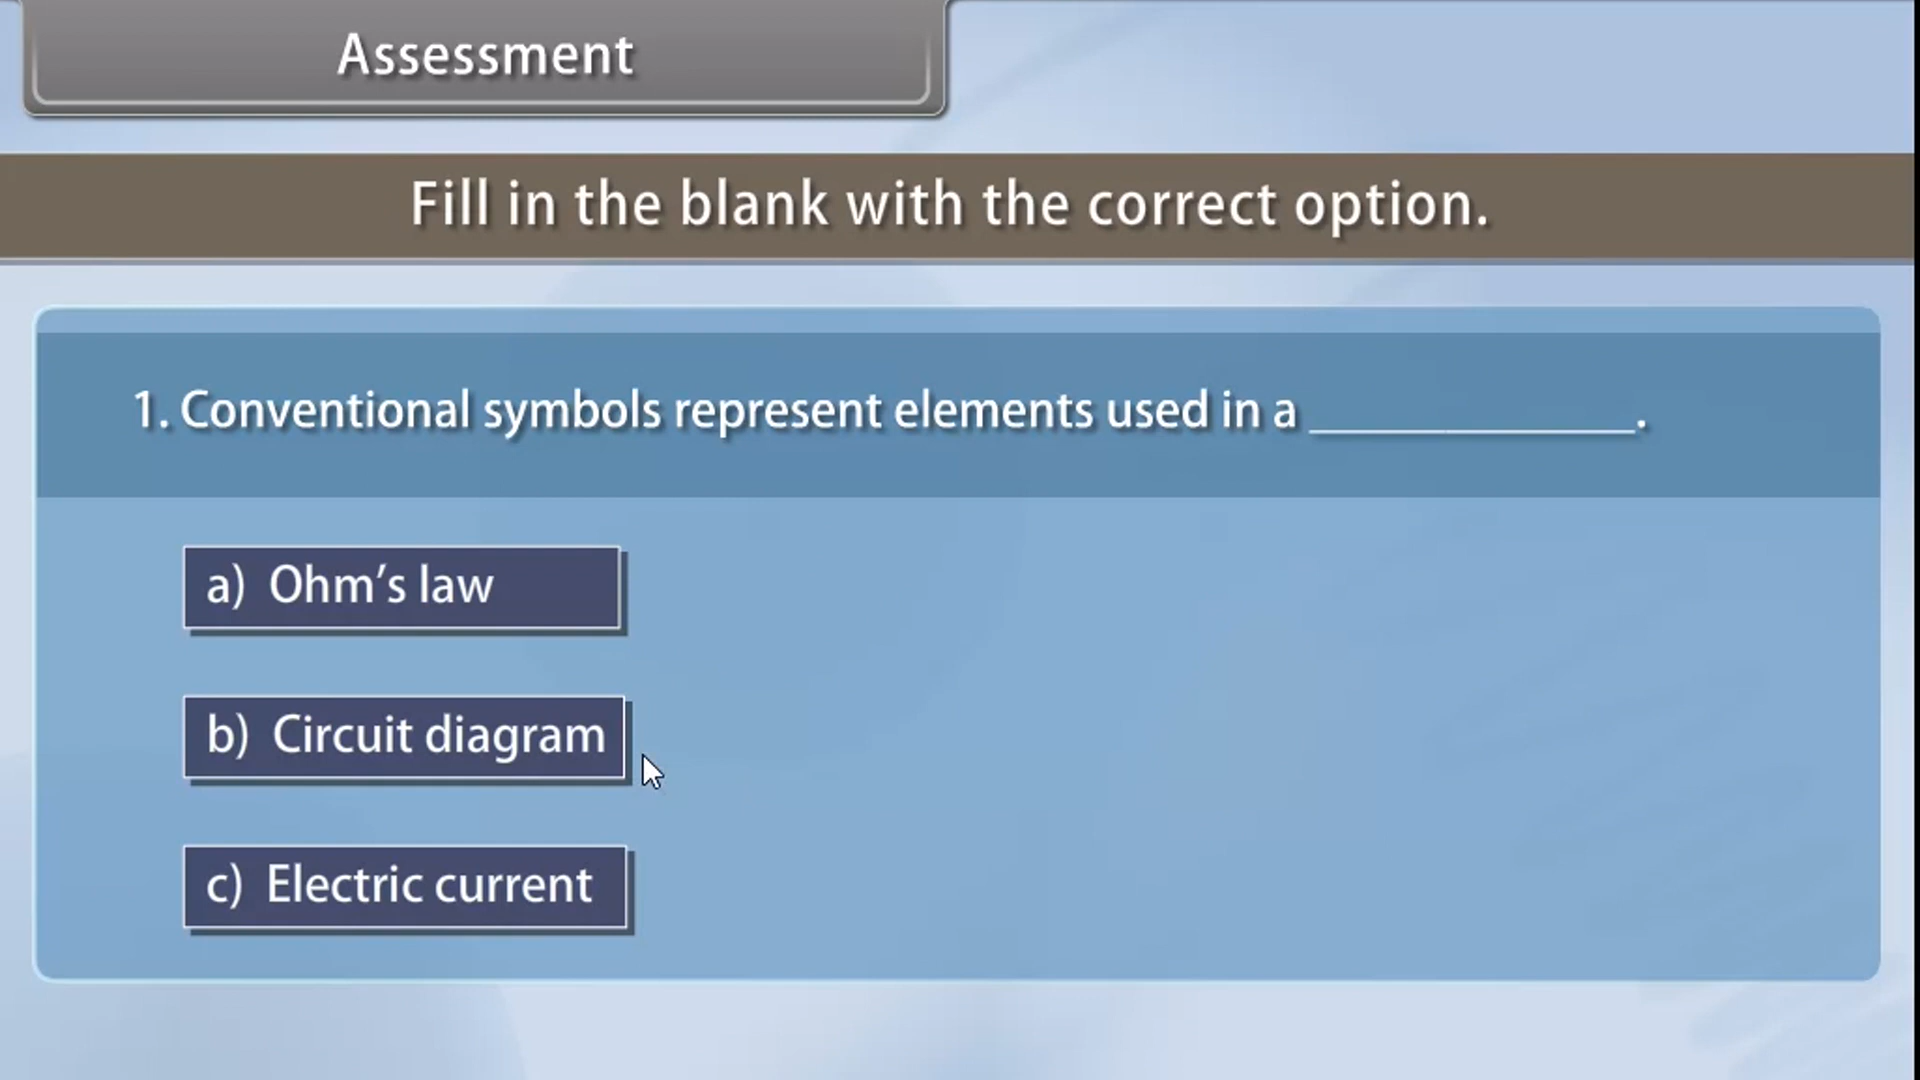 Assessment
Fill in the blank with the correct option.
1. Conventional symbols represent elements used in a ____________.
a) Ohm’s law
b) Circuit diagram
c) Electric current